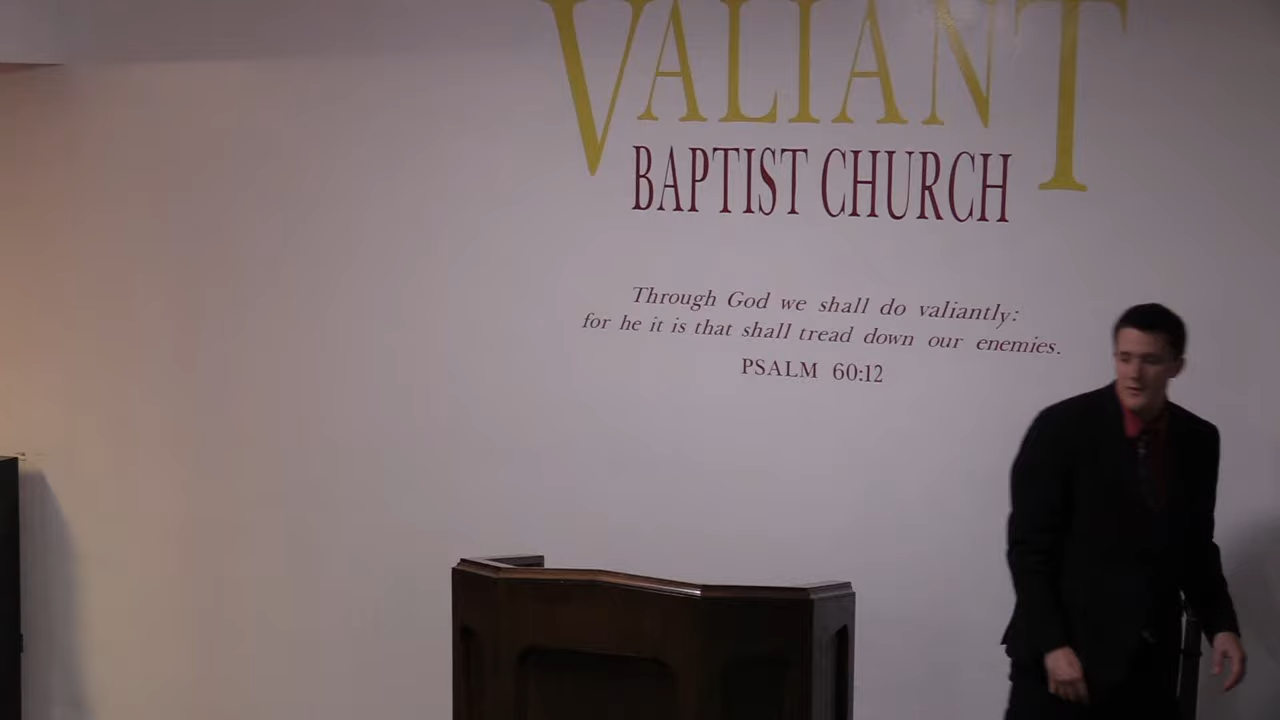 VALIANT
BAPTIST CHURCH
Through God we shall do valiantly:
for he it is that shall tread down our enemies.
PSALM 60:12